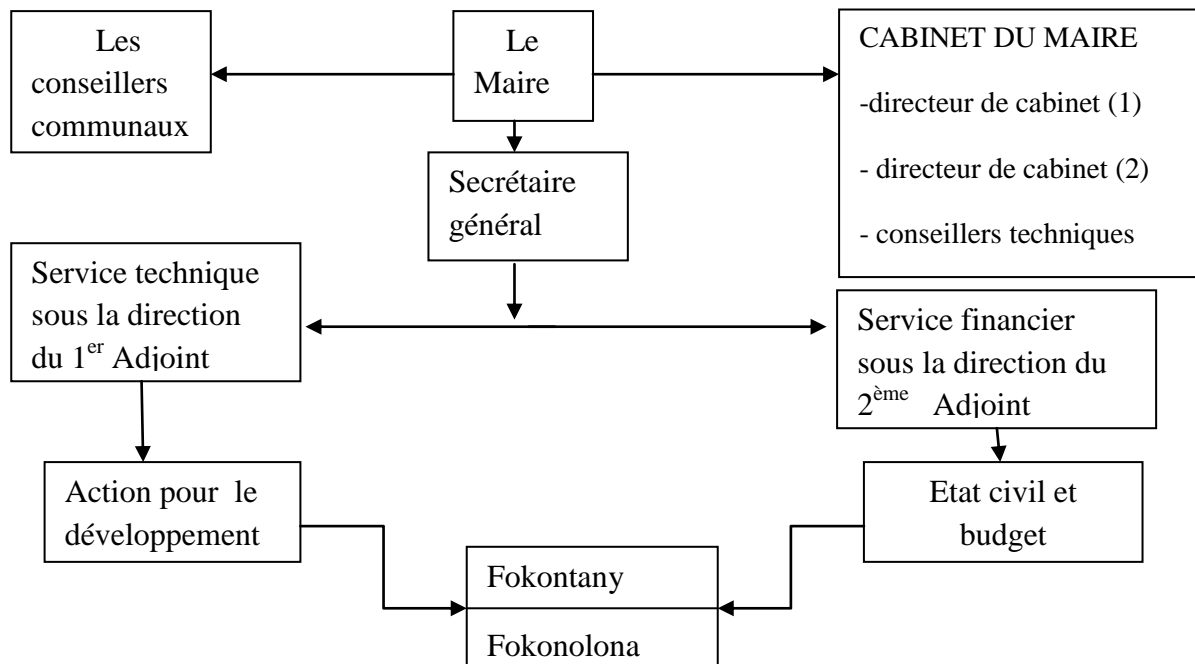 Les
conseillers
communaux
Le
Maire
CABINET DU MAIRE
-directeur de cabinet (1)
- directeur de cabinet (2)
- conseillers techniques
Secrétaire
général
Service technique
sous la direction
du 1er Adjoint
Service financier
sous la direction du
2ème Adjoint
Action pour le
développement
Etat civil et
budget
Fokontany
Fokonolona